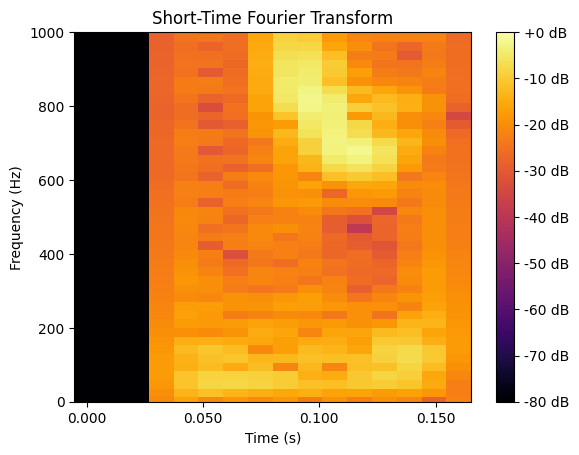 Short-Time Fourier Transform
Frequency (Hz)
1000
800
600
400
200
0
0.000
0.050
0.100
0.150
Time (s)
+0 dB
-10 dB
-20 dB
-30 dB
-40 dB
-50 dB
-60 dB
-70 dB
-80 dB